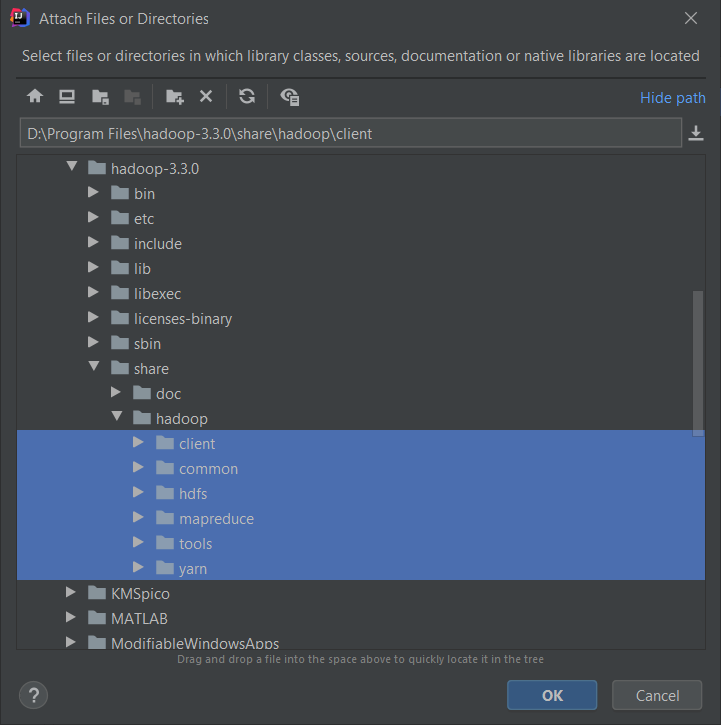 Attach Files or Directories
Select files or directories in which library classes, sources, documentation or native libraries are located
Hide path
D:\Program Files\hadoop-3.3.0\share\hadoop\client
hadoop-3.3.0
bin
etc
include
lib
libexec
licenses-binary
sbin
share
doc
hadoop
client
common
hdfs
mapreduce
tools
yarn
KMSpico
MATLAB
ModifiableWindowsApps
Drag and drop a file into the space above to quickly locate it in the tree
? OK Cancel